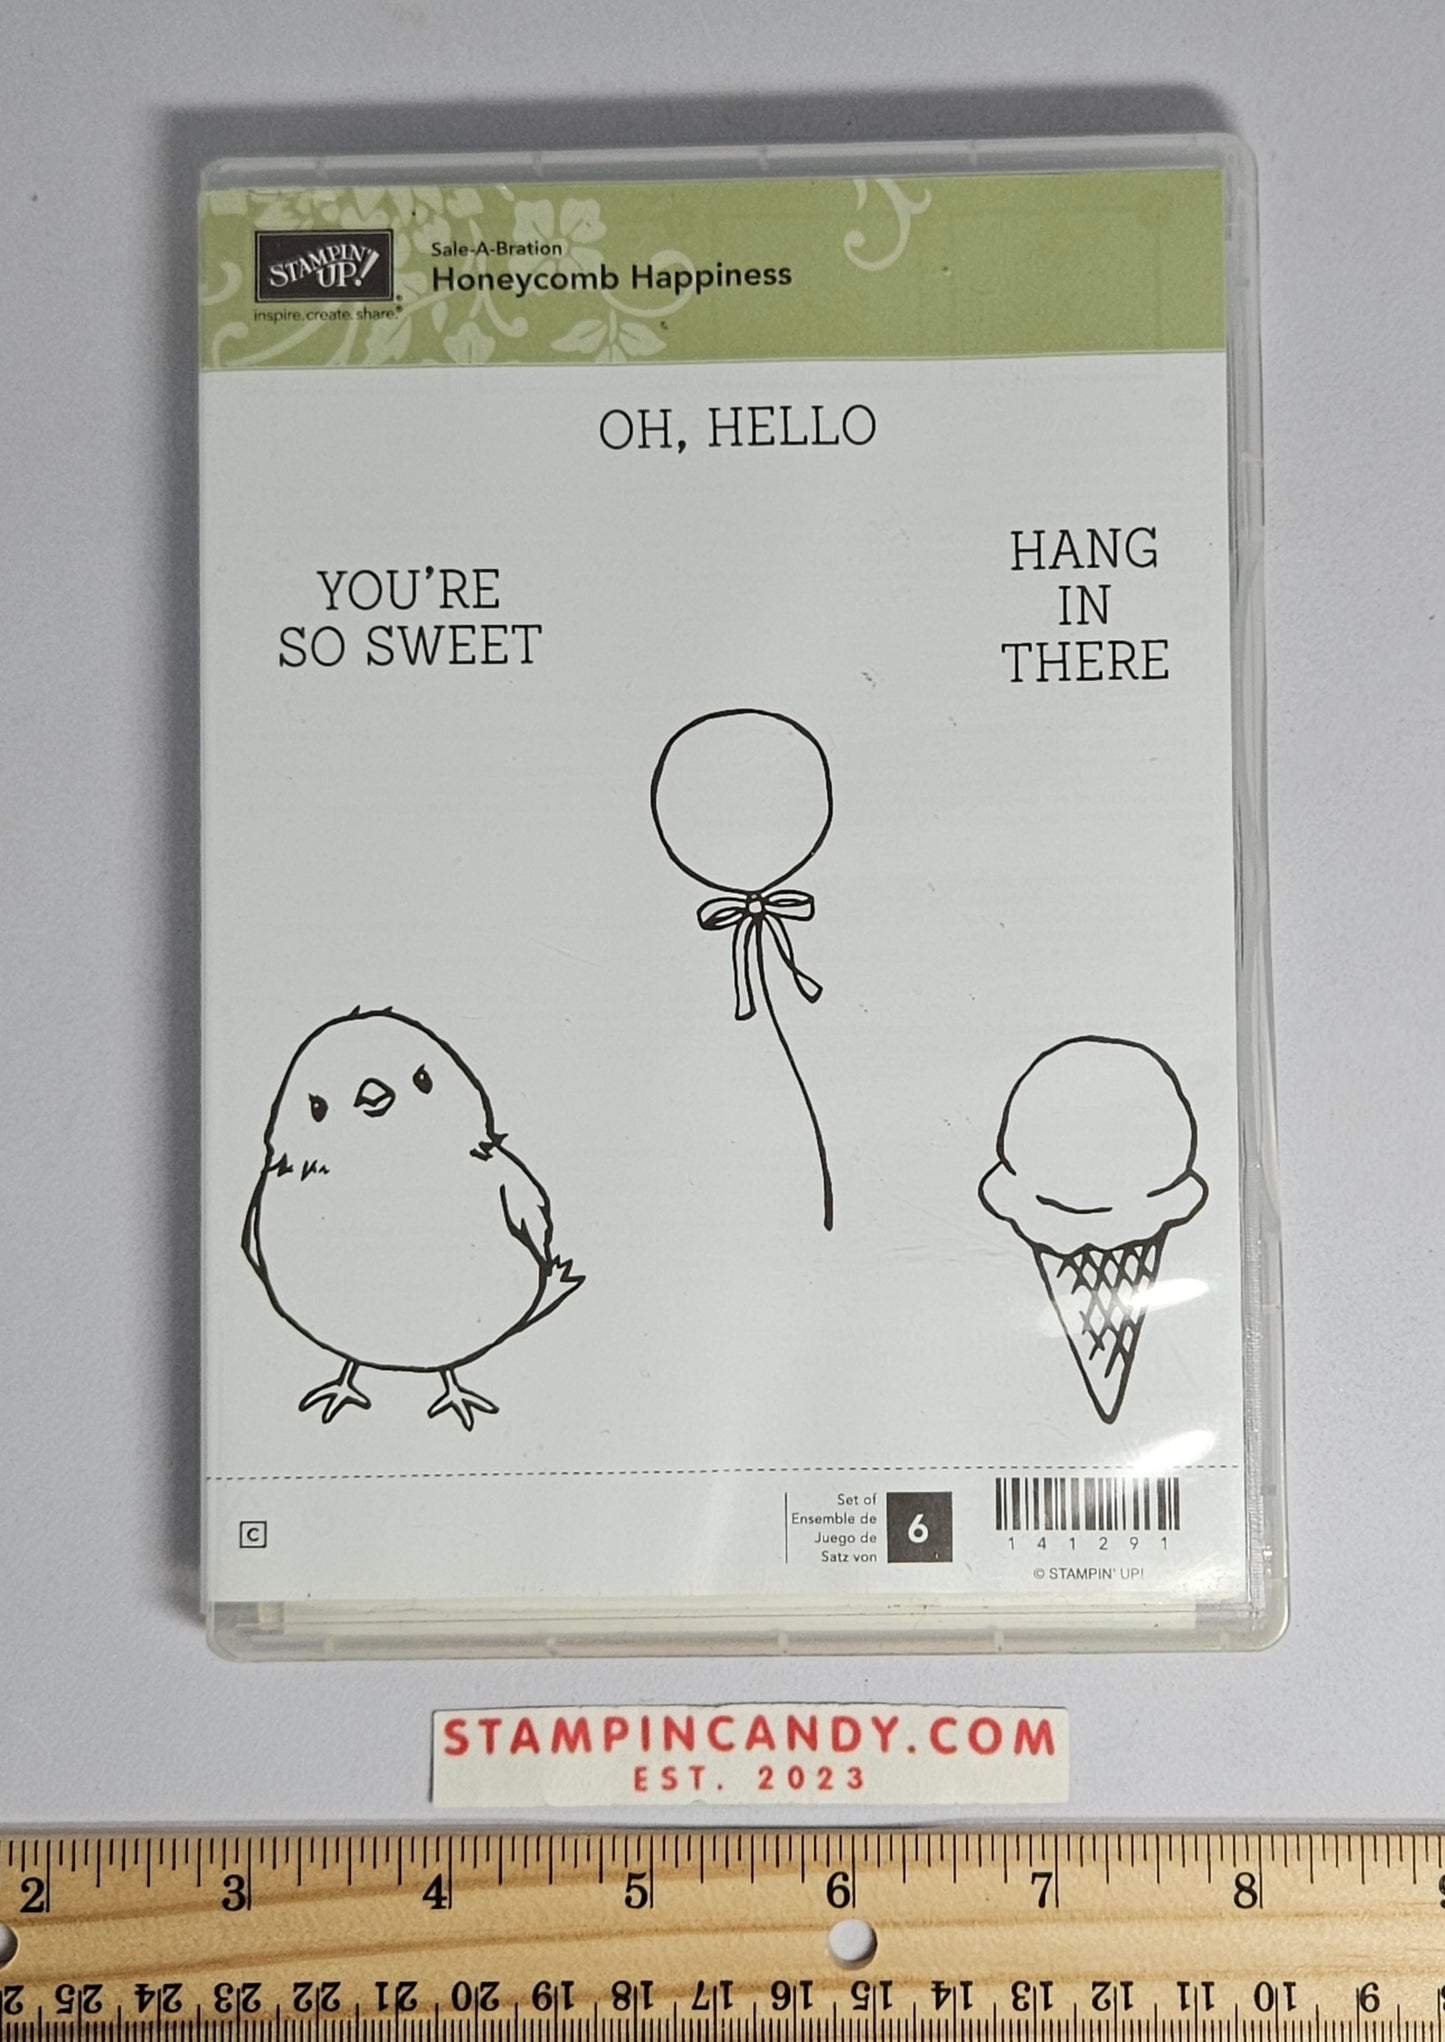 STAMPIN' UP!®
inspire.create.share.®
Sale-A-Bration
Honeycomb Happiness
OH, HELLO
YOU'RE
SO SWEET
HANG
IN
THERE
C
Set of
Ensemble de
Juego de
Satz von
6
1 4 1 2 9 1
© STAMPIN' UP!
STAMPINCANDY.COM
EST. 2023
2 3 4 5 6 7 8
25 24 23 22 21 20 19 18 17 16 15 14 13 12 11 10 9